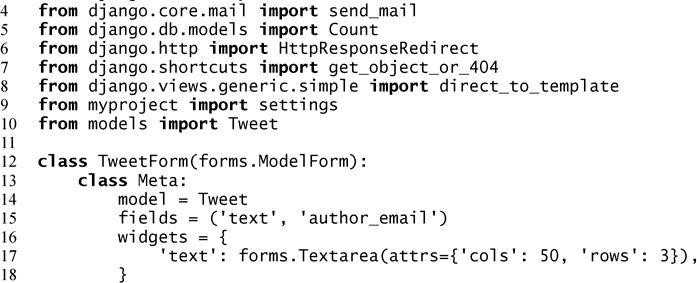 4 from django.core.mail import send_mail
5 from django.db.models import Count
6 from django.http import HttpResponseRedirect
7 from django.shortcuts import get_object_or_404
8 from django.views.generic.simple import direct_to_template
9 from myproject import settings
10 from models import Tweet
11
12 class TweetForm(forms.ModelForm):
13     class Meta:
14         model = Tweet
15         fields = ('text', 'author_email')
16         widgets = {
17             'text': forms.Textarea(attrs={'cols': 50, 'rows': 3}),
18         }